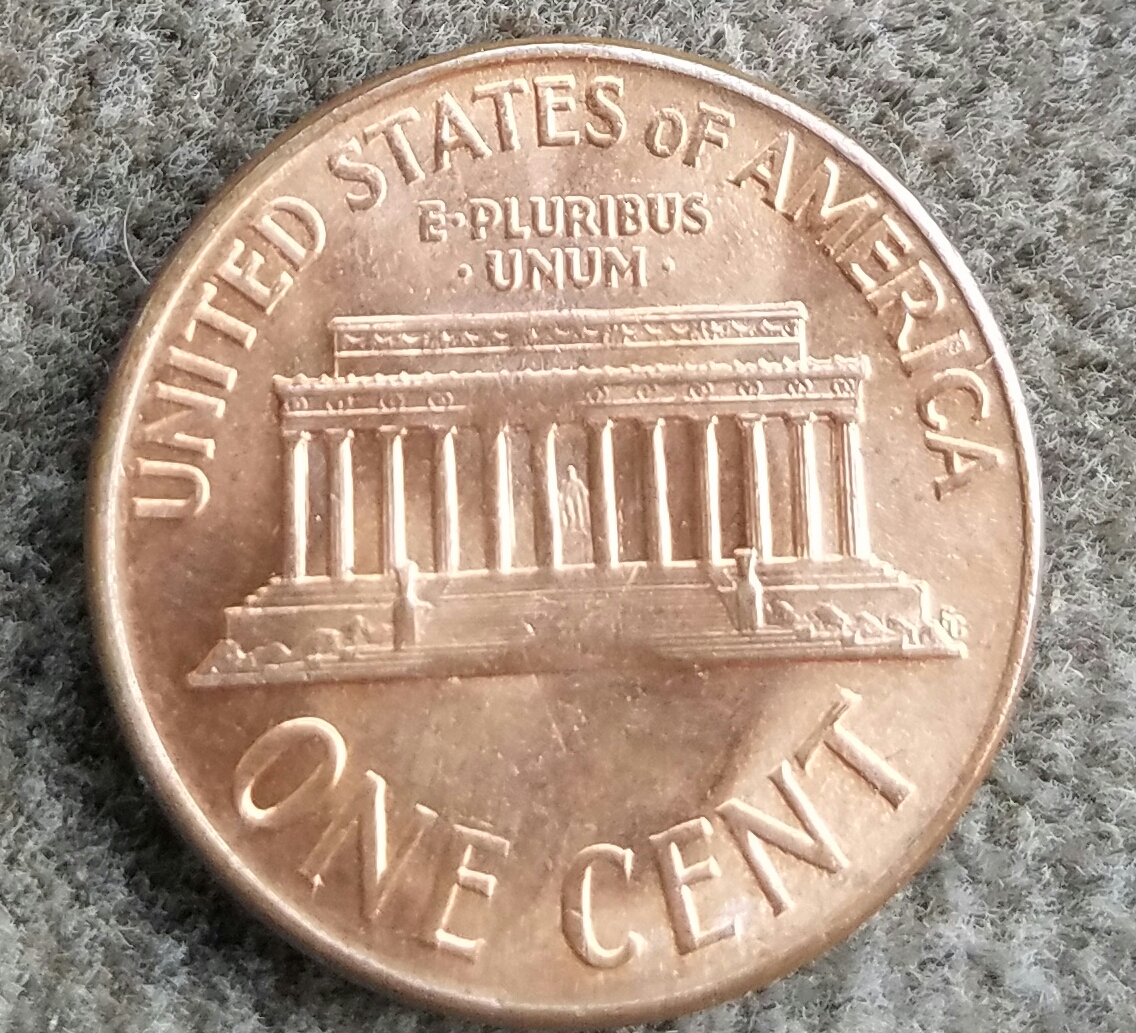 UNITED STATES OF AMERICA
E·PLURIBUS
·UNUM·
ONE CENT